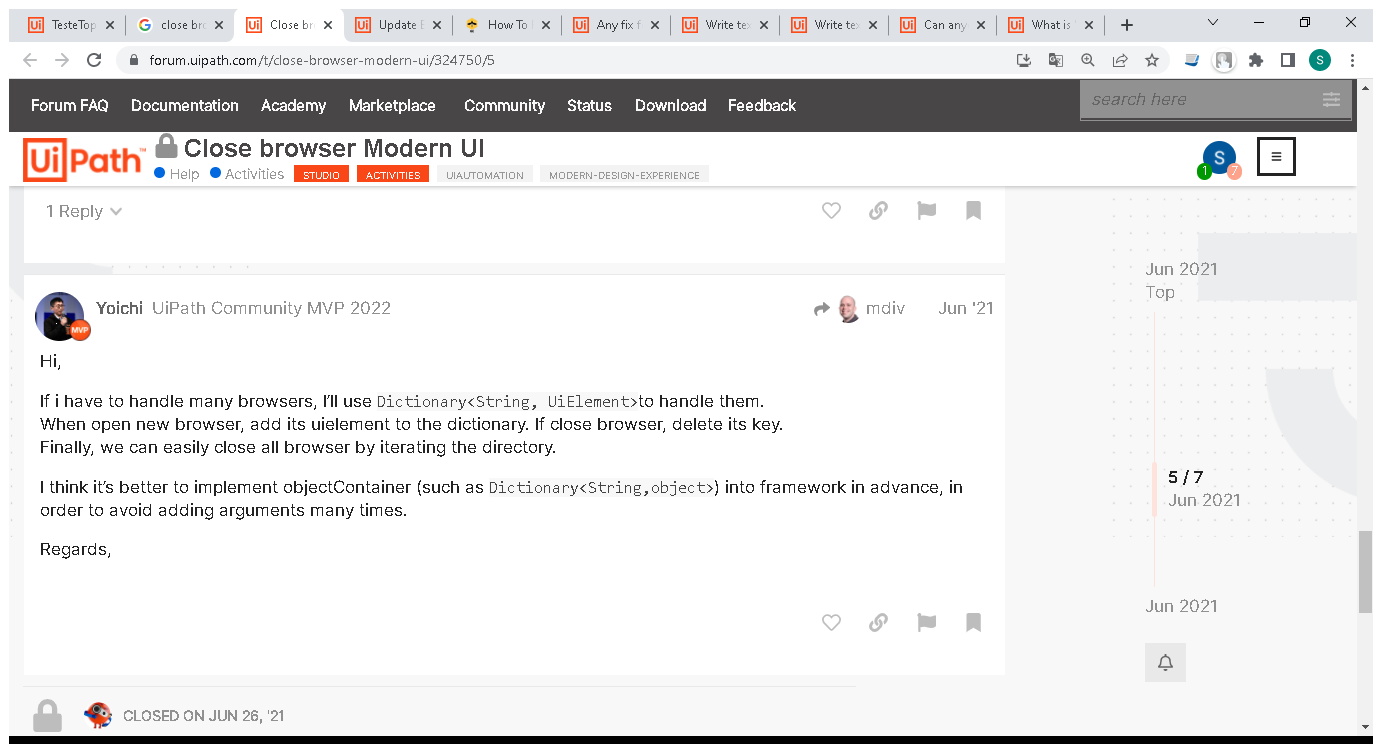 TesteTop
close bro
Close br
Update E
How To
Any fix f
Write tex
Write tex
Can any
What is
forum.uipath.com/t/close-browser-modern-ui/324750/5
S
Forum FAQ Documentation Academy Marketplace Community Status Download Feedback
search here
Ui Path™
Close browser Modern UI
Help Activities STUDIO ACTIVITIES UIAUTOMATION MODERN-DESIGN-EXPERIENCE
S 1 7
1 Reply
Jun 2021
Top
Yoichi UiPath Community MVP 2022 mdiv Jun '21
MVP
Hi,
If i have to handle many browsers, I’ll use Dictionary<String, UiElement>to handle them.
When open new browser, add its uielement to the dictionary. If close browser, delete its key.
Finally, we can easily close all browser by iterating the directory.
5 / 7
Jun 2021
I think it’s better to implement objectContainer (such as Dictionary<String,object>) into framework in advance, in
order to avoid adding arguments many times.
Regards,
Jun 2021
CLOSED ON JUN 26, '21